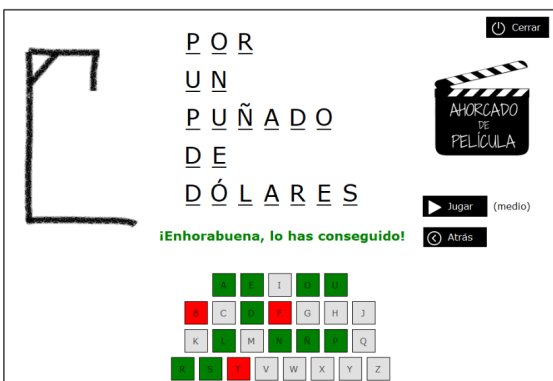 Cerrar
P O R
U N
P U Ñ A D O
D E
D Ó L A R E S
AHORCADO
DE
PELÍCULA
Jugar (medio)
Atrás
¡Enhorabuena, lo has conseguido!
A E I O U
B C D F G H J
K L M N Ñ P Q
R S T V W X Y Z